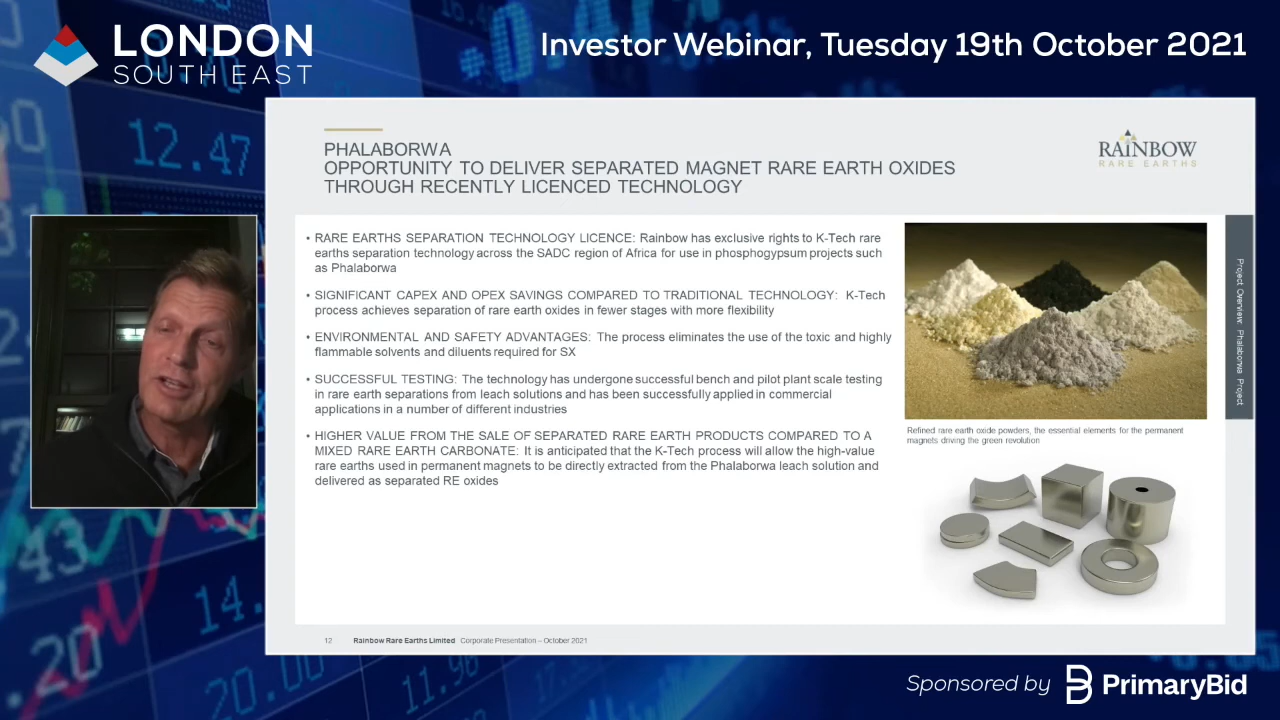 LONDON
SOUTH EAST
Investor Webinar, Tuesday 19th October 2021
12.47
PHALABORWA
OPPORTUNITY TO DELIVER SEPARATED MAGNET RARE EARTH OXIDES
THROUGH RECENTLY LICENCED TECHNOLOGY
RAINBOW
RARE EARTHS
• RARE EARTHS SEPARATION TECHNOLOGY LICENCE: Rainbow has exclusive rights to K-Tech rare
earths separation technology across the SADC region of Africa for use in phosphogypsum projects such
as Phalaborwa
• SIGNIFICANT CAPEX AND OPEX SAVINGS COMPARED TO TRADITIONAL TECHNOLOGY: K-Tech
process achieves separation of rare earth oxides in fewer stages with more flexibility
• ENVIRONMENTAL AND SAFETY ADVANTAGES: The process eliminates the use of the toxic and highly
flammable solvents and diluents required for SX
• SUCCESSFUL TESTING: The technology has undergone successful bench and pilot plant scale testing
in rare earth separations from leach solutions and has been successfully applied in commercial
applications in a number of different industries
• HIGHER VALUE FROM THE SALE OF SEPARATED RARE EARTH PRODUCTS COMPARED TO A
MIXED RARE EARTH CARBONATE: It is anticipated that the K-Tech process will allow the high-value
rare earths used in permanent magnets to be directly extracted from the Phalaborwa leach solution and
delivered as separated RE oxides
Refined rare earth oxide powders, the essential elements for the permanent
magnets driving the green revolution
Project Overview: Phalaborwa Project
12 Rainbow Rare Earths Limited Corporate Presentation – October 2021
43
14.
.20
20.00
11.98
Sponsored by PrimaryBid